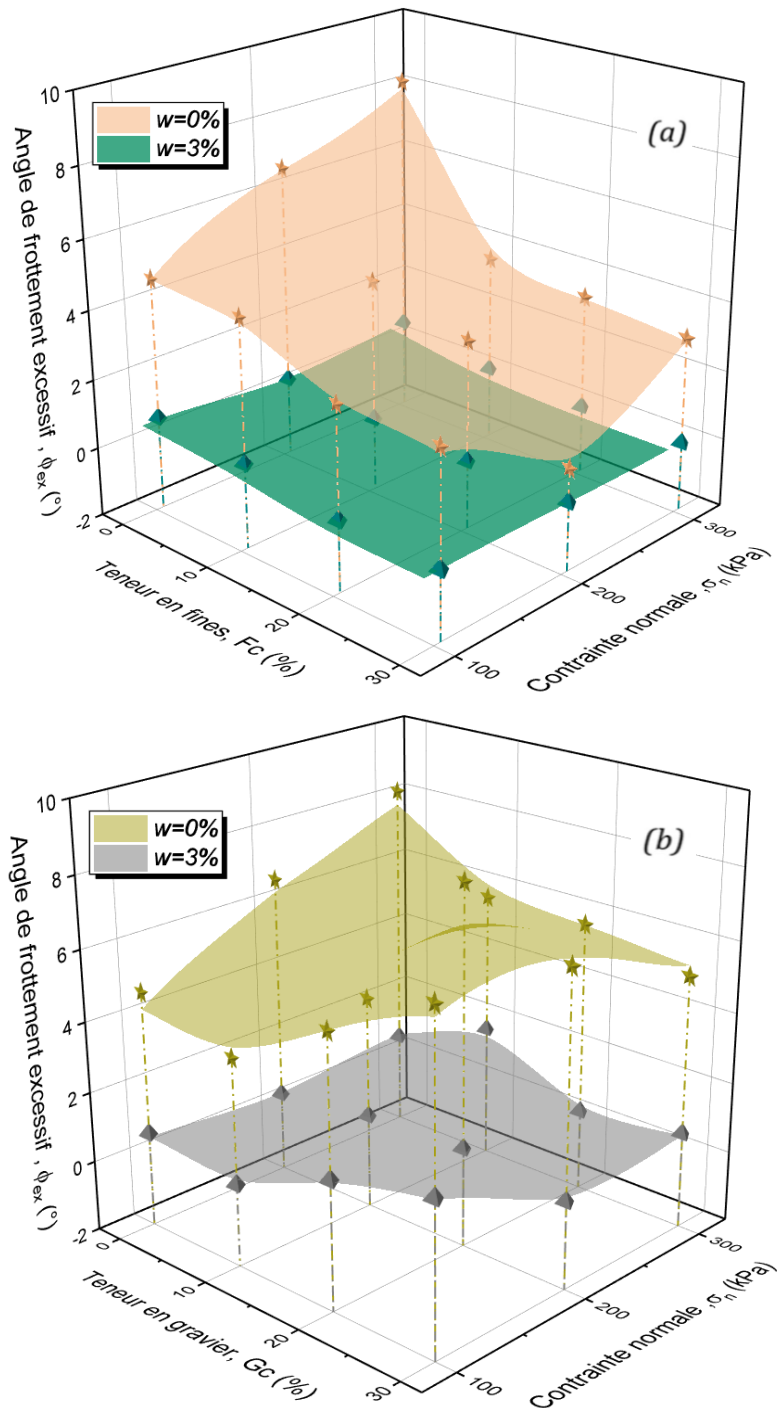 (a)
w=0%
w=3%
Angle de frottement excessif , ϕex (°)
10
8
6
4
2
0
-2
0
10
20
30
Teneur en fines, Fc (%)
100
200
300
Contrainte normale ,σn (kPa)
(b)
w=0%
w=3%
Angle de frottement excessif , ϕex (°)
10
8
6
4
2
0
-2
0
10
20
30
Teneur en gravier, Gc (%)
100
200
300
Contrainte normale ,σn (kPa)